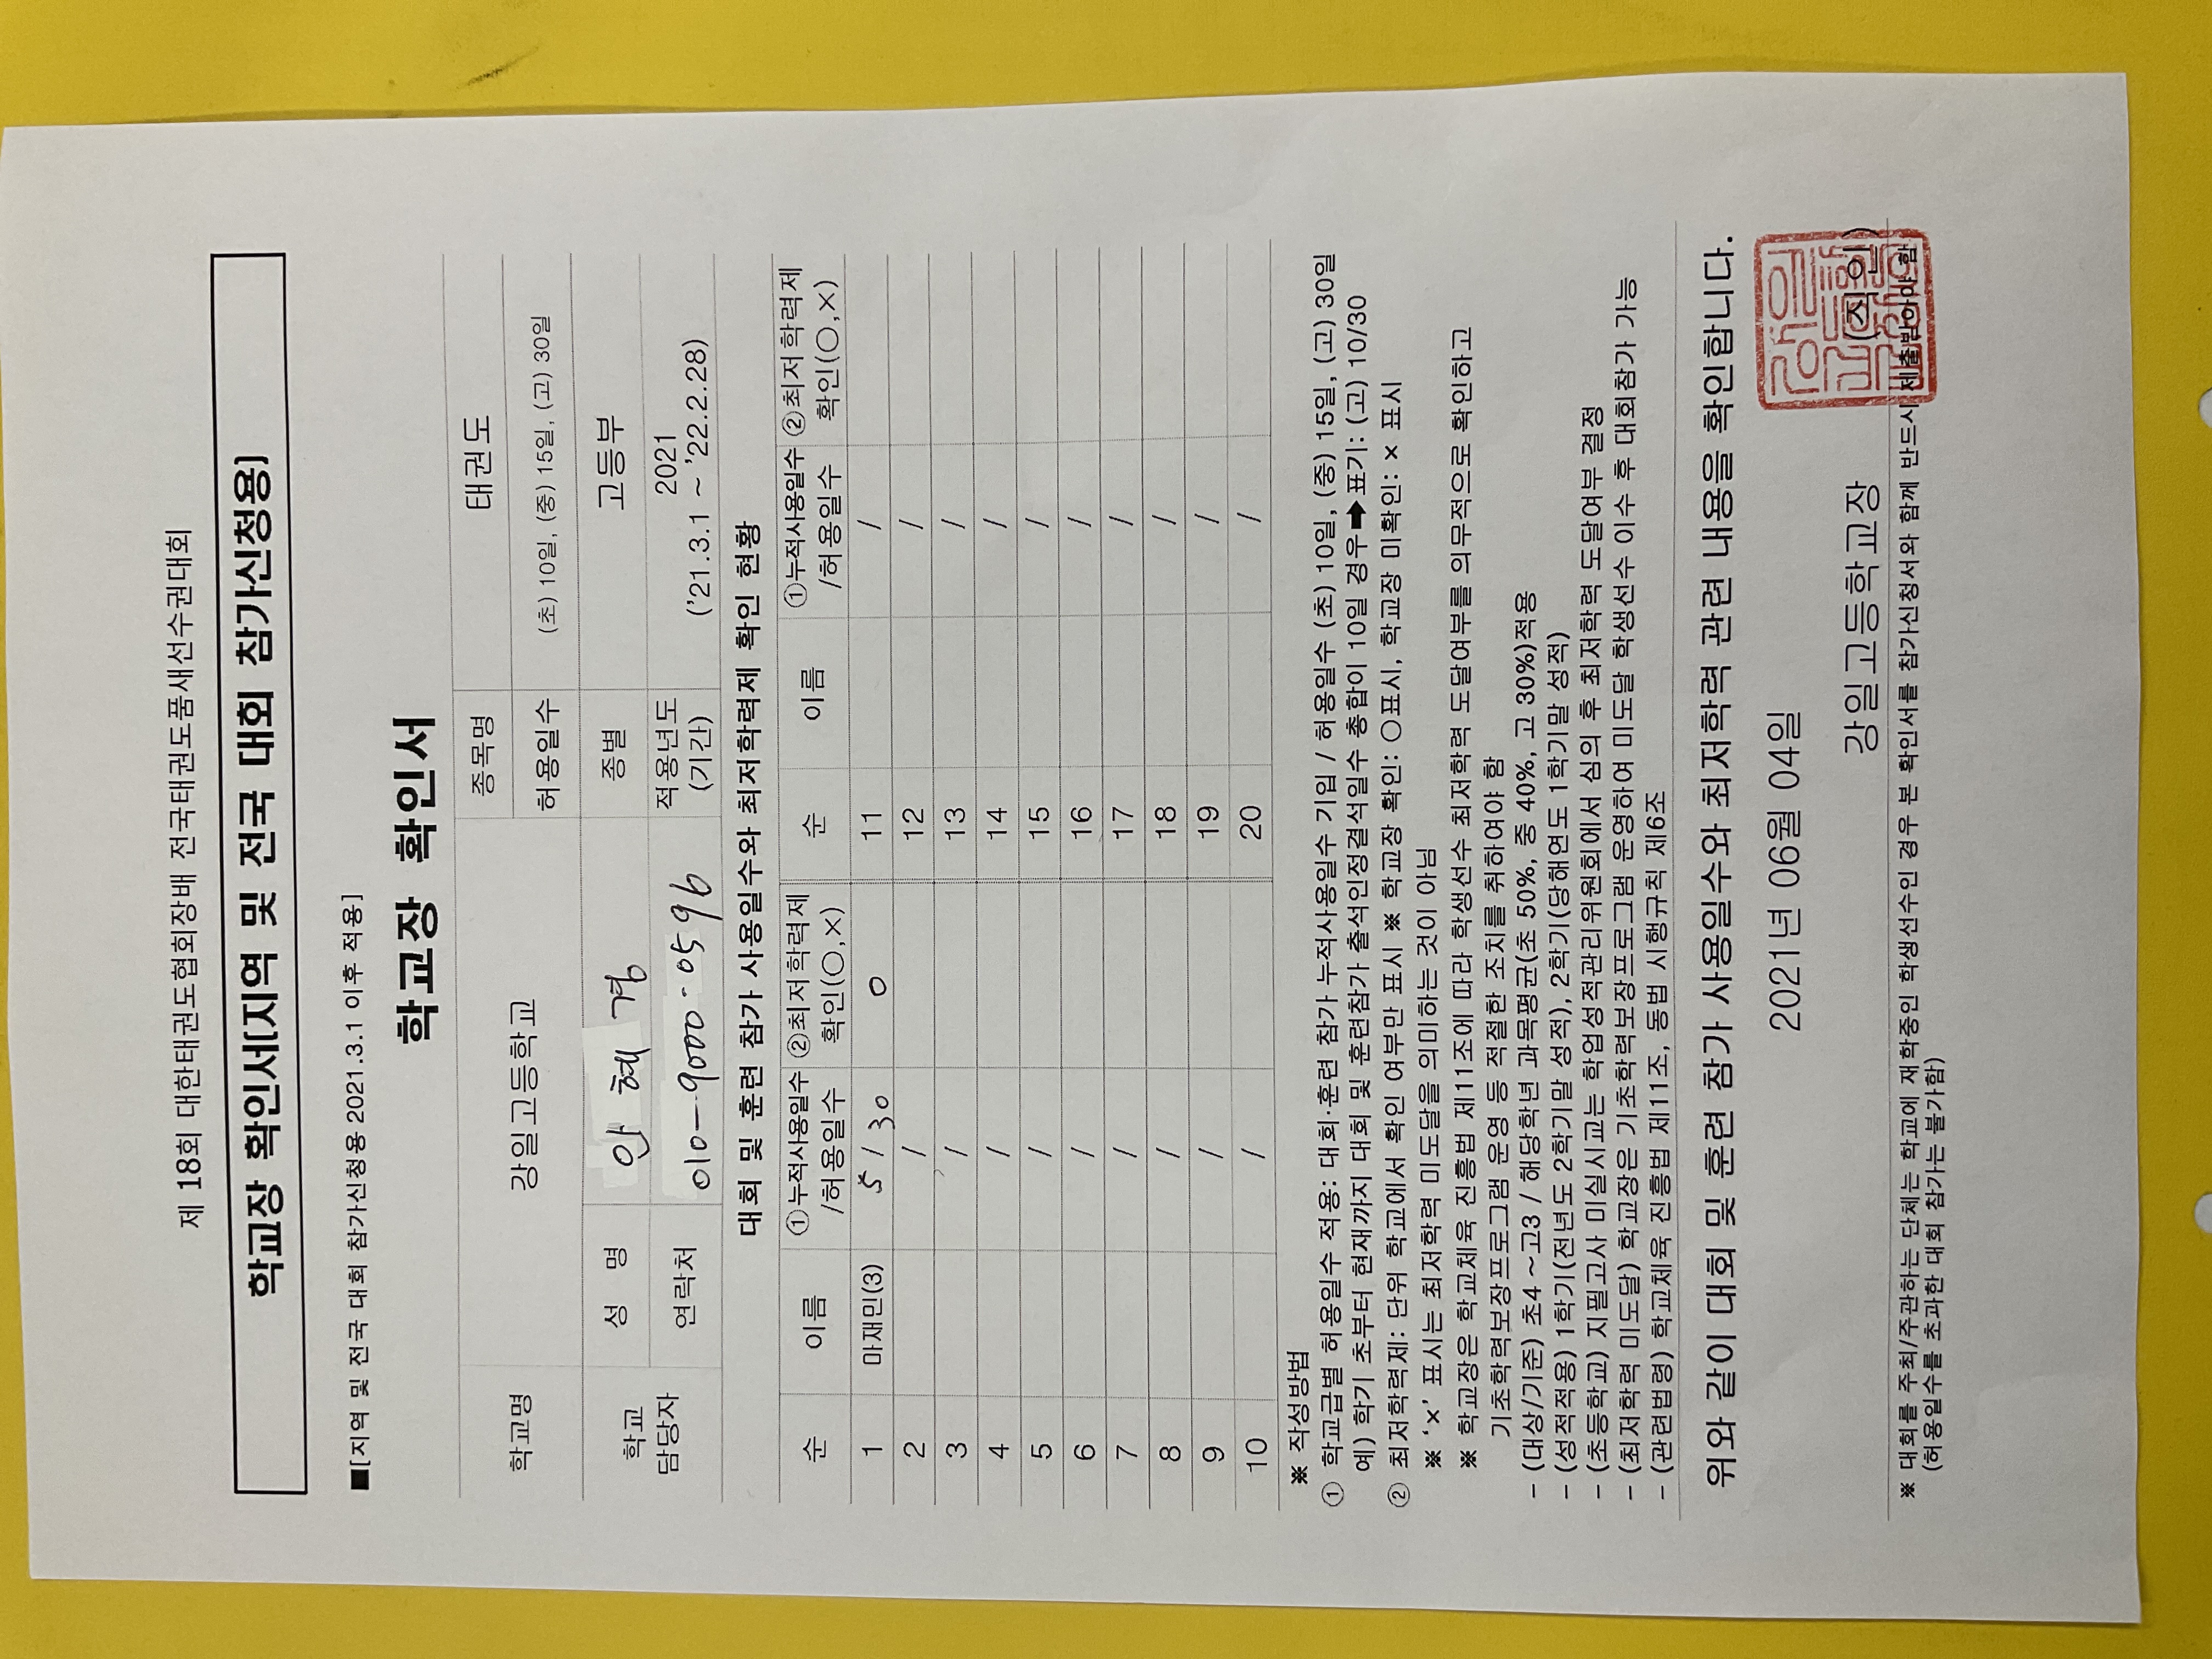 제 18회 대한태권도협회장배 전국태권도품새선수권대회
학교장 확인서(지역 및 전국 대회 참가신청용)
■[지역 및 전국 대회 참가신청용 2021.3.1 이후 적용]
학교장 확인서
학교명 강일고등학교 종목명 태권도
허용일수 (초) 10일, (중) 15일, (고) 30일
학교 담당자 성 명 안혜경 종별 고등부
연락처 010-9000-0596 적용년도 (기간) 2021 ('21.3.1 ~ '22.2.28)
대회 및 훈련 참가 사용일수와 최저학력제 확인 현황
순 이름 ①누적사용일수 /허용일수 ②최저학력제 확인(○,×) 순 이름 ①누적사용일수 /허용일수 ②최저학력제 확인(○,×)
1 마재민(3) 5 / 30 0 11 /
2 / 12 /
3 / 13 /
4 / 14 /
5 / 15 /
6 / 16 /
7 / 17 /
8 / 18 /
9 / 19 /
10 / 20 /
※ 작성방법
① 학교급별 허용일수 적용: 대회·훈련 참가 누적사용일수 기입 / 허용일수 (초) 10일, (중) 15일, (고) 30일
예) 학기 초부터 현재까지 대회 및 훈련참가 출석인정결석일수 총합이 10일 경우➡표기: (고) 10/30
② 최저학력제: 단위 학교에서 확인 여부만 표시 ※ 학교장 확인: ○표시, 학교장 미확인: × 표시
※ '×' 표시는 최저학력 미도달을 의미하는 것이 아님
※ 학교장은 학교체육 진흥법 제11조에 따라 학생선수 최저학력 도달여부를 의무적으로 확인하고
기초학력보장프로그램 운영 등 적절한 조치를 취하여야 함
- (대상/기준) 초4 ~고3 / 해당학년 과목평균(초 50%, 중 40%, 고 30%)적용
- (성적적용) 1학기(전년도 2학기말 성적), 2학기(당해연도 1학기말 성적)
- (초등학교) 지필고사 미실시교는 학업성적관리위원회에서 심의 후 최저학력 도달여부 결정
- (최저학력 미도달) 학교장은 기초학력보장프로그램 운영하여 미도달 학생선수 이수 후 대회참가 가능
- (관련법령) 학교체육 진흥법 제11조, 동법 시행규칙 제6조
위와 같이 대회 및 훈련 참가 사용일수와 최저학력 관련 내용을 확인합니다.
2021년 06월 04일
강일고등학교장 (직인)
※ 대회를 주최/주관하는 단체는 학교에 재학중인 학생선수인 경우 본 확인서를 참가신청서와 함께 반드시 제출받아야 함
(허용일수를 초과한 대회 참가는 불가함)